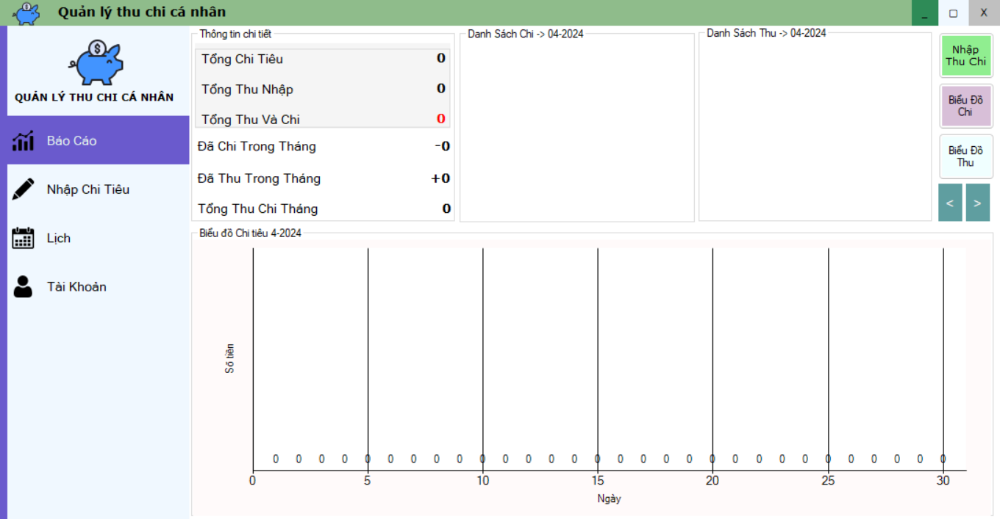 Quản lý thu chi cá nhân
_ □ X
$
QUẢN LÝ THU CHI CÁ NHÂN
Báo Cáo
Nhập Chi Tiêu
Lịch
Tài Khoản
Thông tin chi tiết
Tổng Chi Tiêu 0
Tổng Thu Nhập 0
Tổng Thu Và Chi 0
Đã Chi Trong Tháng -0
Đã Thu Trong Tháng +0
Tổng Thu Chi Tháng 0
Danh Sách Chi -> 04-2024
Danh Sách Thu -> 04-2024
Nhập
Thu Chi
Biểu Đồ
Chi
Biểu Đồ
Thu
< >
Biểu đồ Chi tiêu 4-2024
Số tiền
0 0 0 0 0 0 0 0 0 0 0 0 0 0 0 0 0 0 0 0 0 0 0 0 0 0 0 0 0 0
0 5 10 15 20 25 30
Ngày